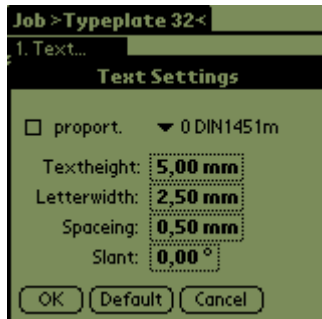 Job >Typeplate 32<
1. Text...
Text Settings
proport. 0 DIN1451m
Textheight: 5,00 mm
Letterwidth: 2,50 mm
Spaceing: 0,50 mm
Slant: 0,00 °
OK Default Cancel